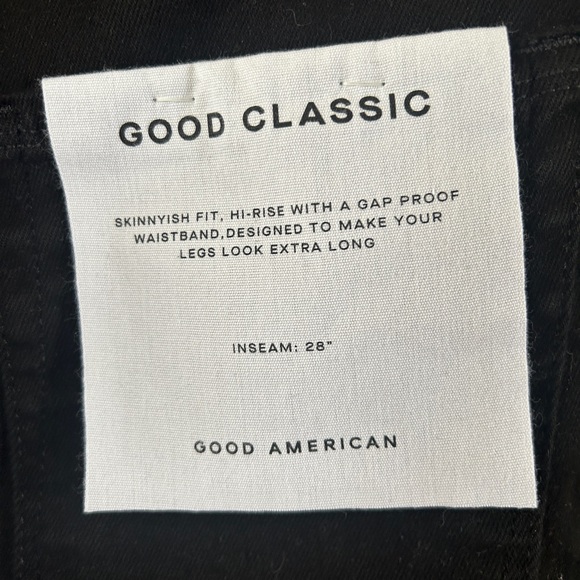 GOOD CLASSIC
SKINNYISH FIT, HI-RISE WITH A GAP PROOF
WAISTBAND,DESIGNED TO MAKE YOUR
LEGS LOOK EXTRA LONG
INSEAM: 28"
GOOD AMERICAN